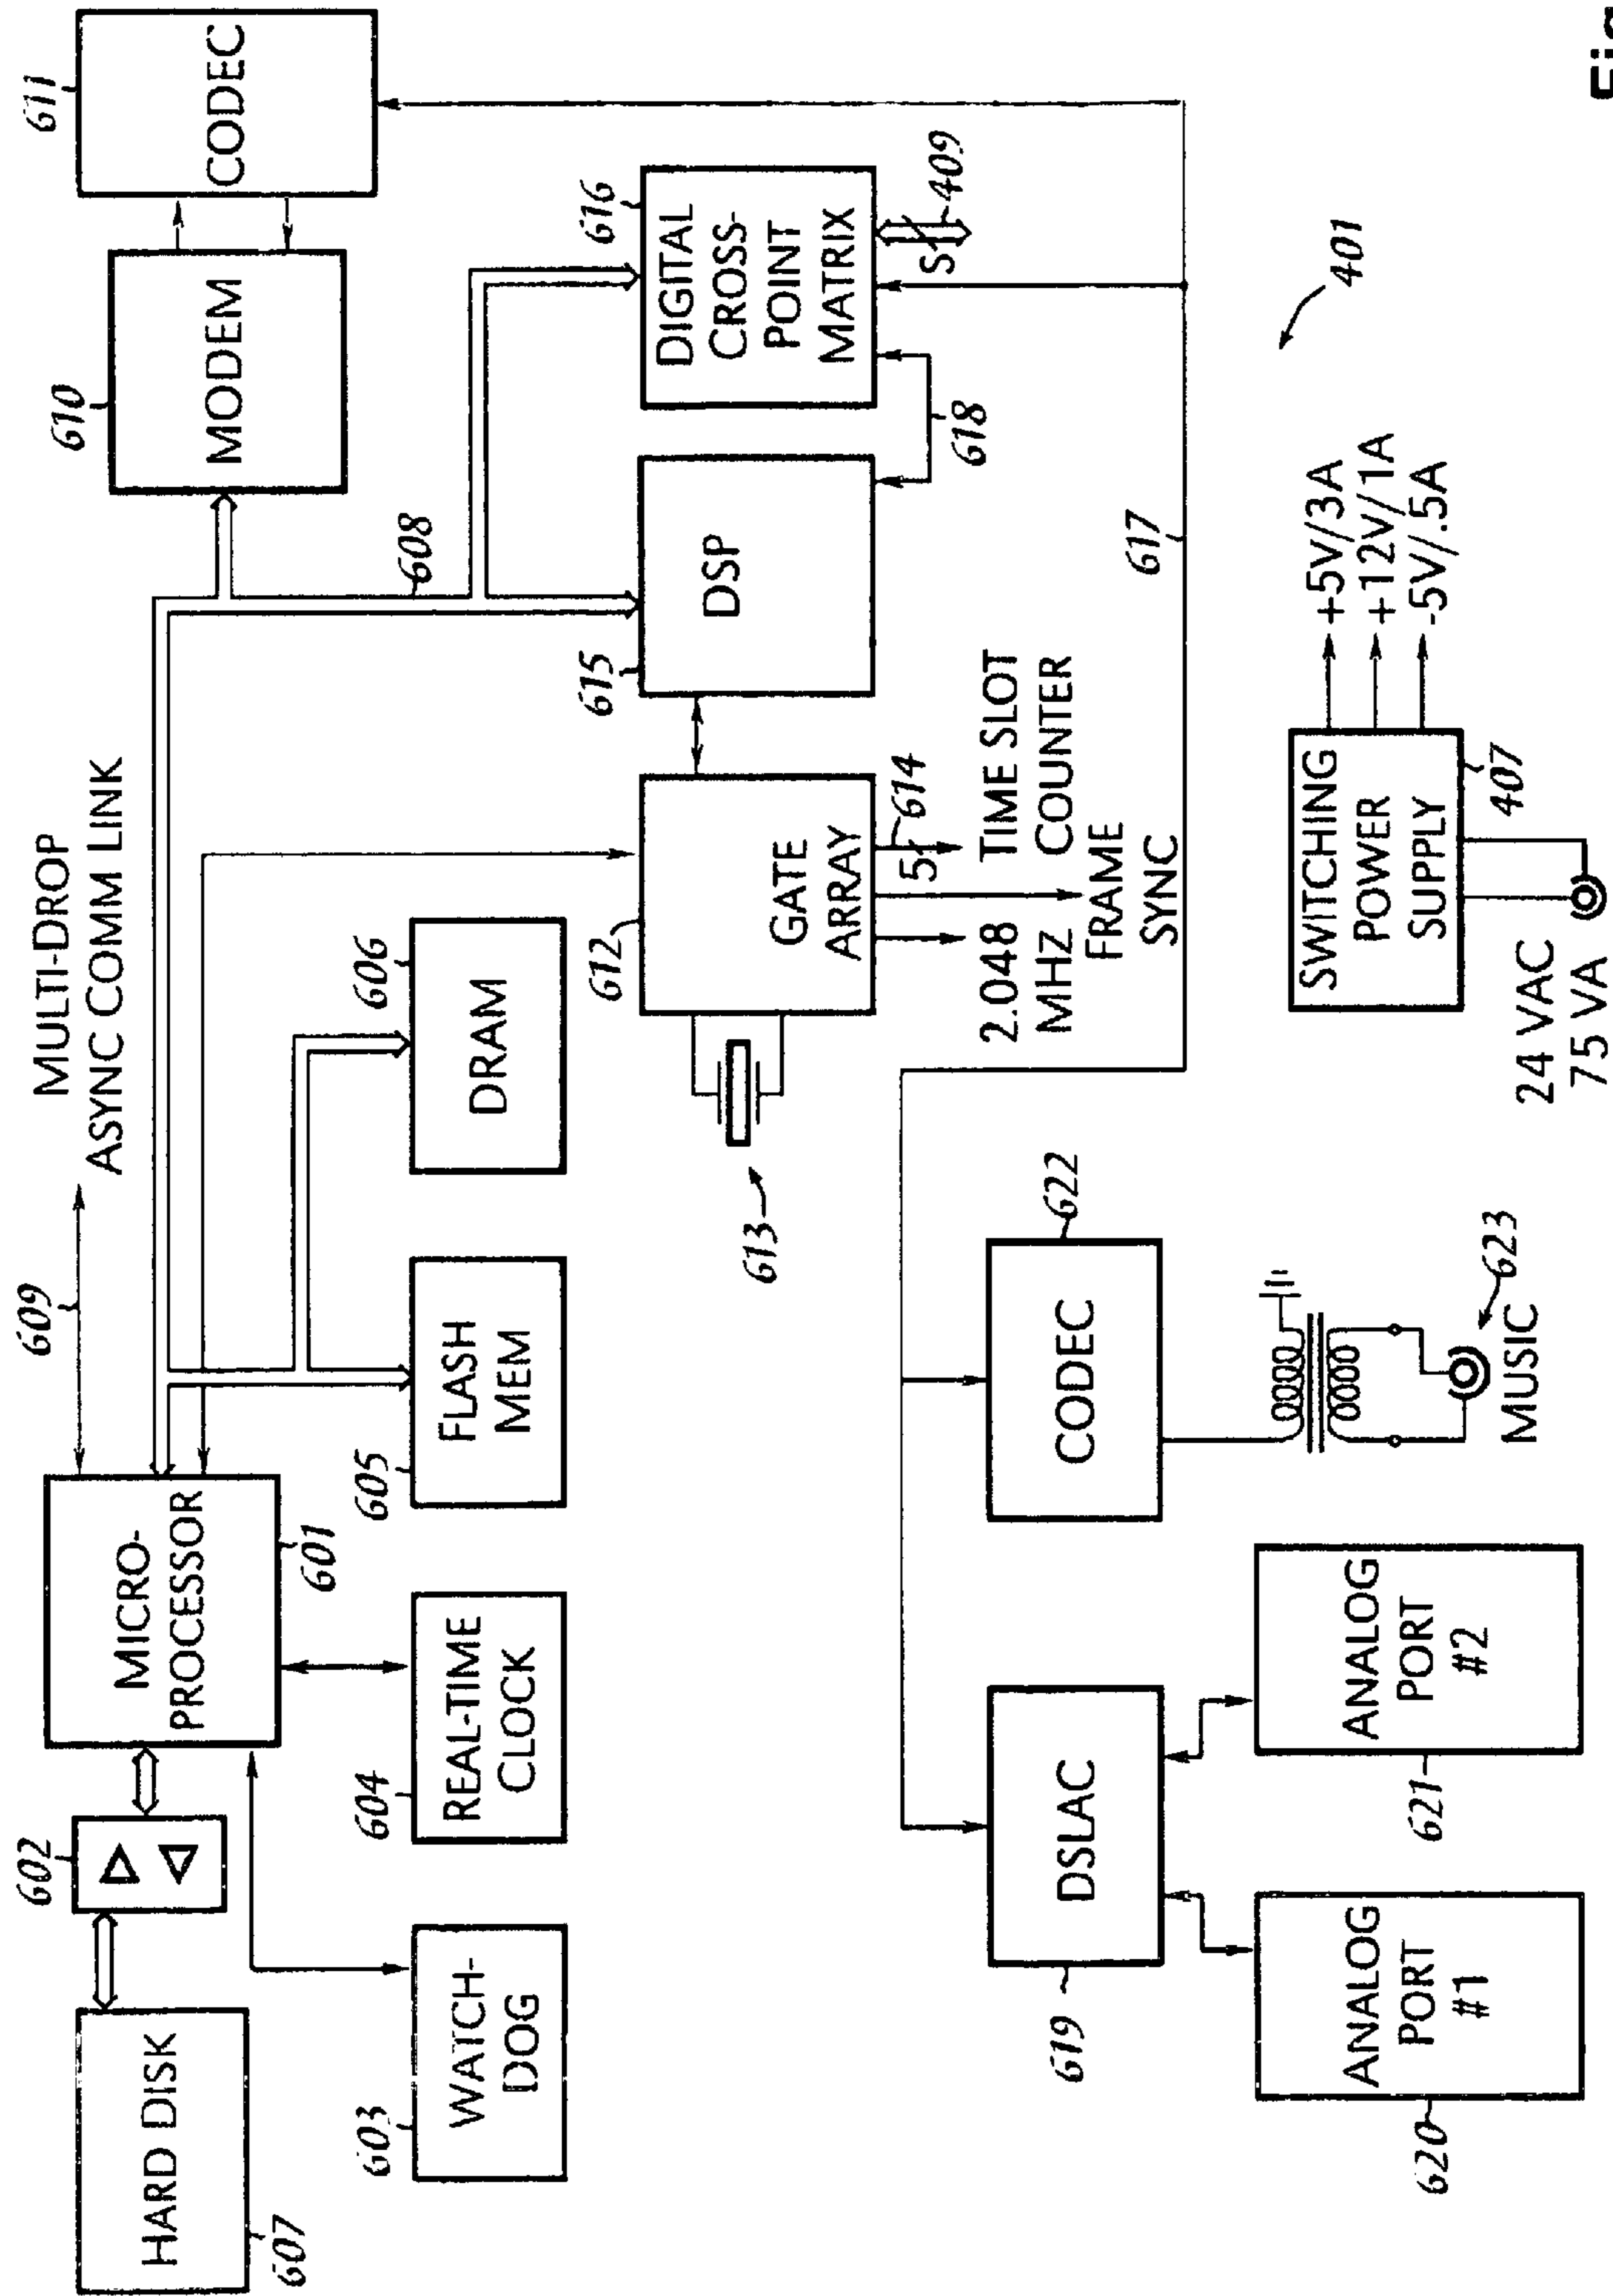 MULTI-DROP
ASYNC COMM LINK
609
HARD DISK
607
602
MICRO-
PROCESSOR
601
610
MODEM
611
CODEC
608
603
WATCH-
DOG
604
REAL-TIME
CLOCK
605
FLASH
MEM
606
DRAM
613
612
GATE
ARRAY
615
DSP
616
DIGITAL
CROSS-
POINT
MATRIX
618
S
409
5
614
2.048
MHZ
TIME SLOT
COUNTER
FRAME
SYNC
617
619
DSLAC
CODEC
622
620
ANALOG
PORT
#1
621
ANALOG
PORT
#2
MUSIC
623
SWITCHING
POWER
SUPPLY
407
+5V/3A
+12V/1A
-5V/.5A
24 VAC
75 VA
401